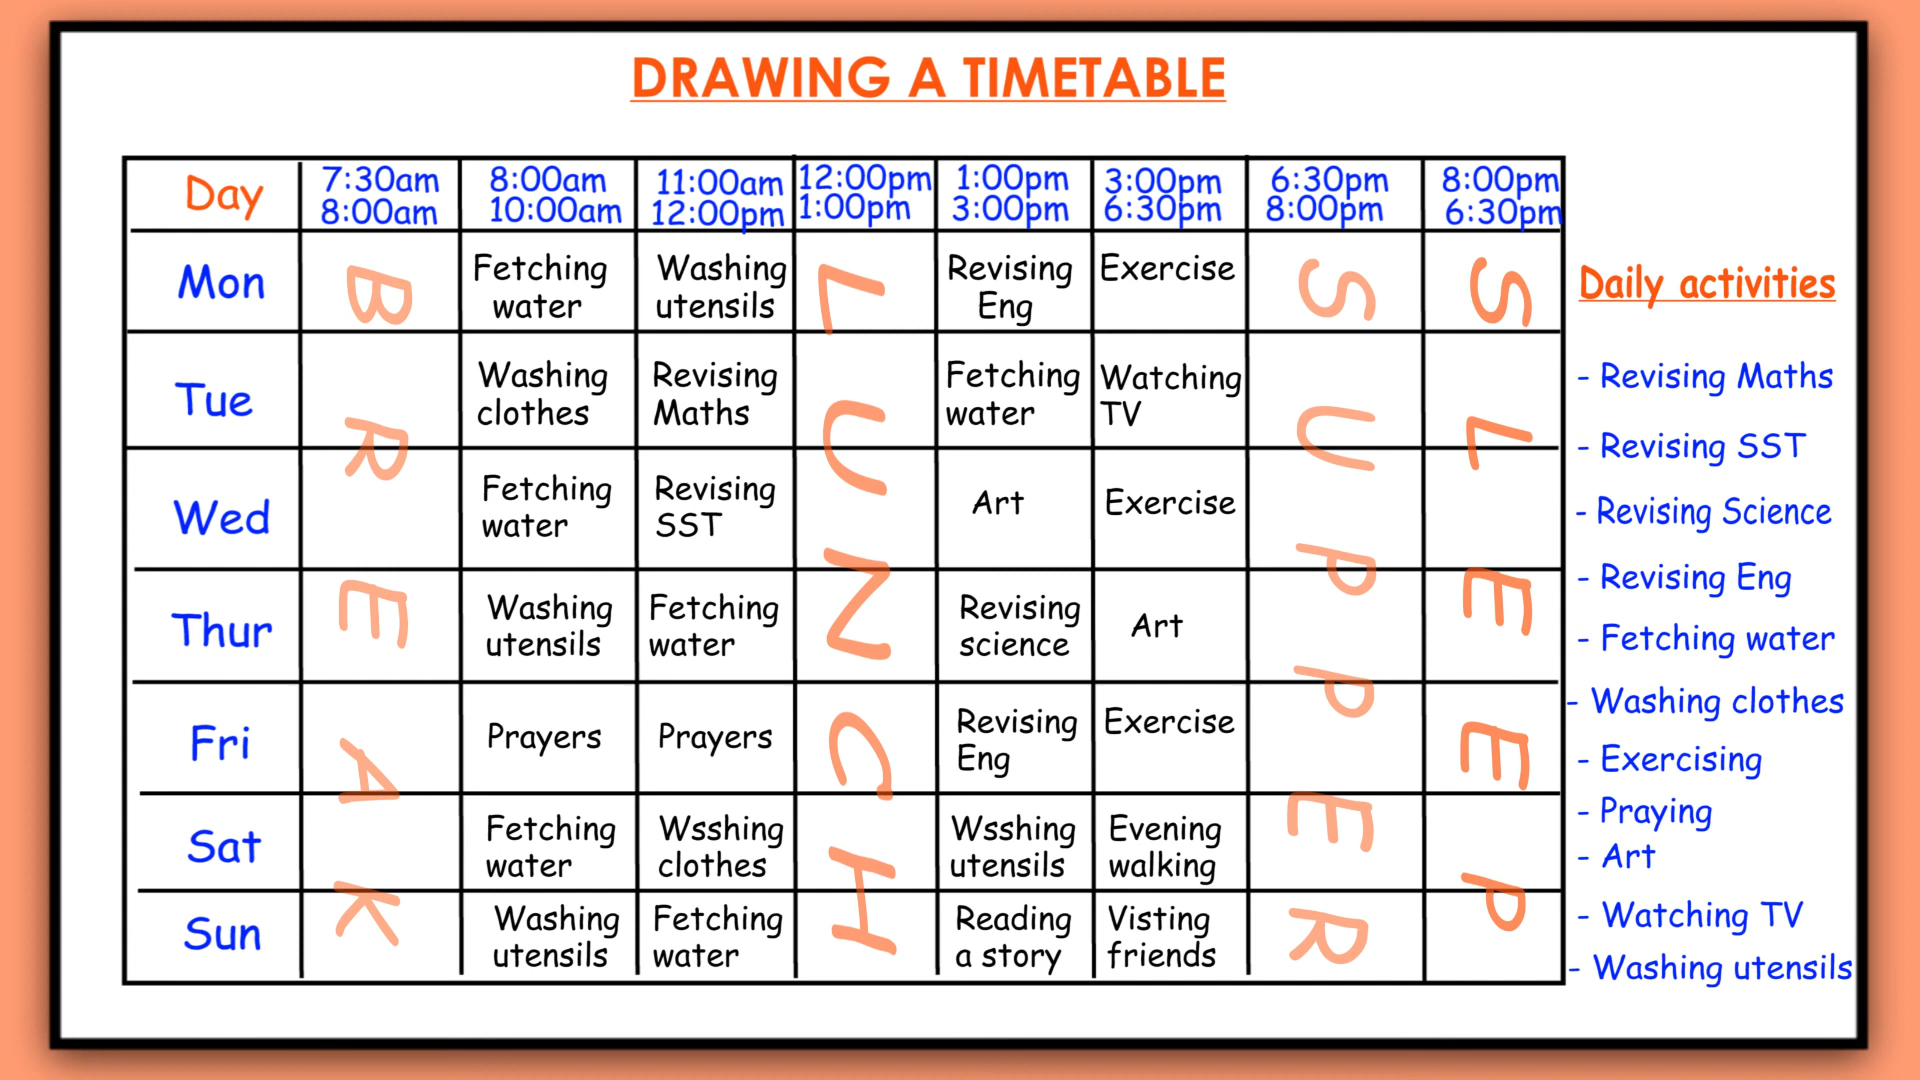 DRAWING A TIMETABLE
Day
7:30am
8:00am
8:00am
10:00am
11:00am
12:00pm
12:00pm
1:00pm
1:00pm
3:00pm
3:00pm
6:30pm
6:30pm
8:00pm
8:00pm
6:30pm
Mon
Fetching
water
Washing
utensils
Revising
Eng
Exercise
Tue
Washing
clothes
Revising
Maths
Fetching
water
Watching
TV
Wed
Fetching
water
Revising
SST
Art
Exercise
Thur
Washing
utensils
Fetching
water
Revising
science
Art
Fri
Prayers
Prayers
Revising
Eng
Exercise
Sat
Fetching
water
Wsshing
clothes
Wsshing
utensils
Evening
walking
Sun
Washing
utensils
Fetching
water
Reading
a story
Visting
friends
BREAK
LUNCH
SUPPER
SLEEP
Daily activities
- Revising Maths
- Revising SST
- Revising Science
- Revising Eng
- Fetching water
- Washing clothes
- Exercising
- Praying
- Art
- Watching TV
- Washing utensils